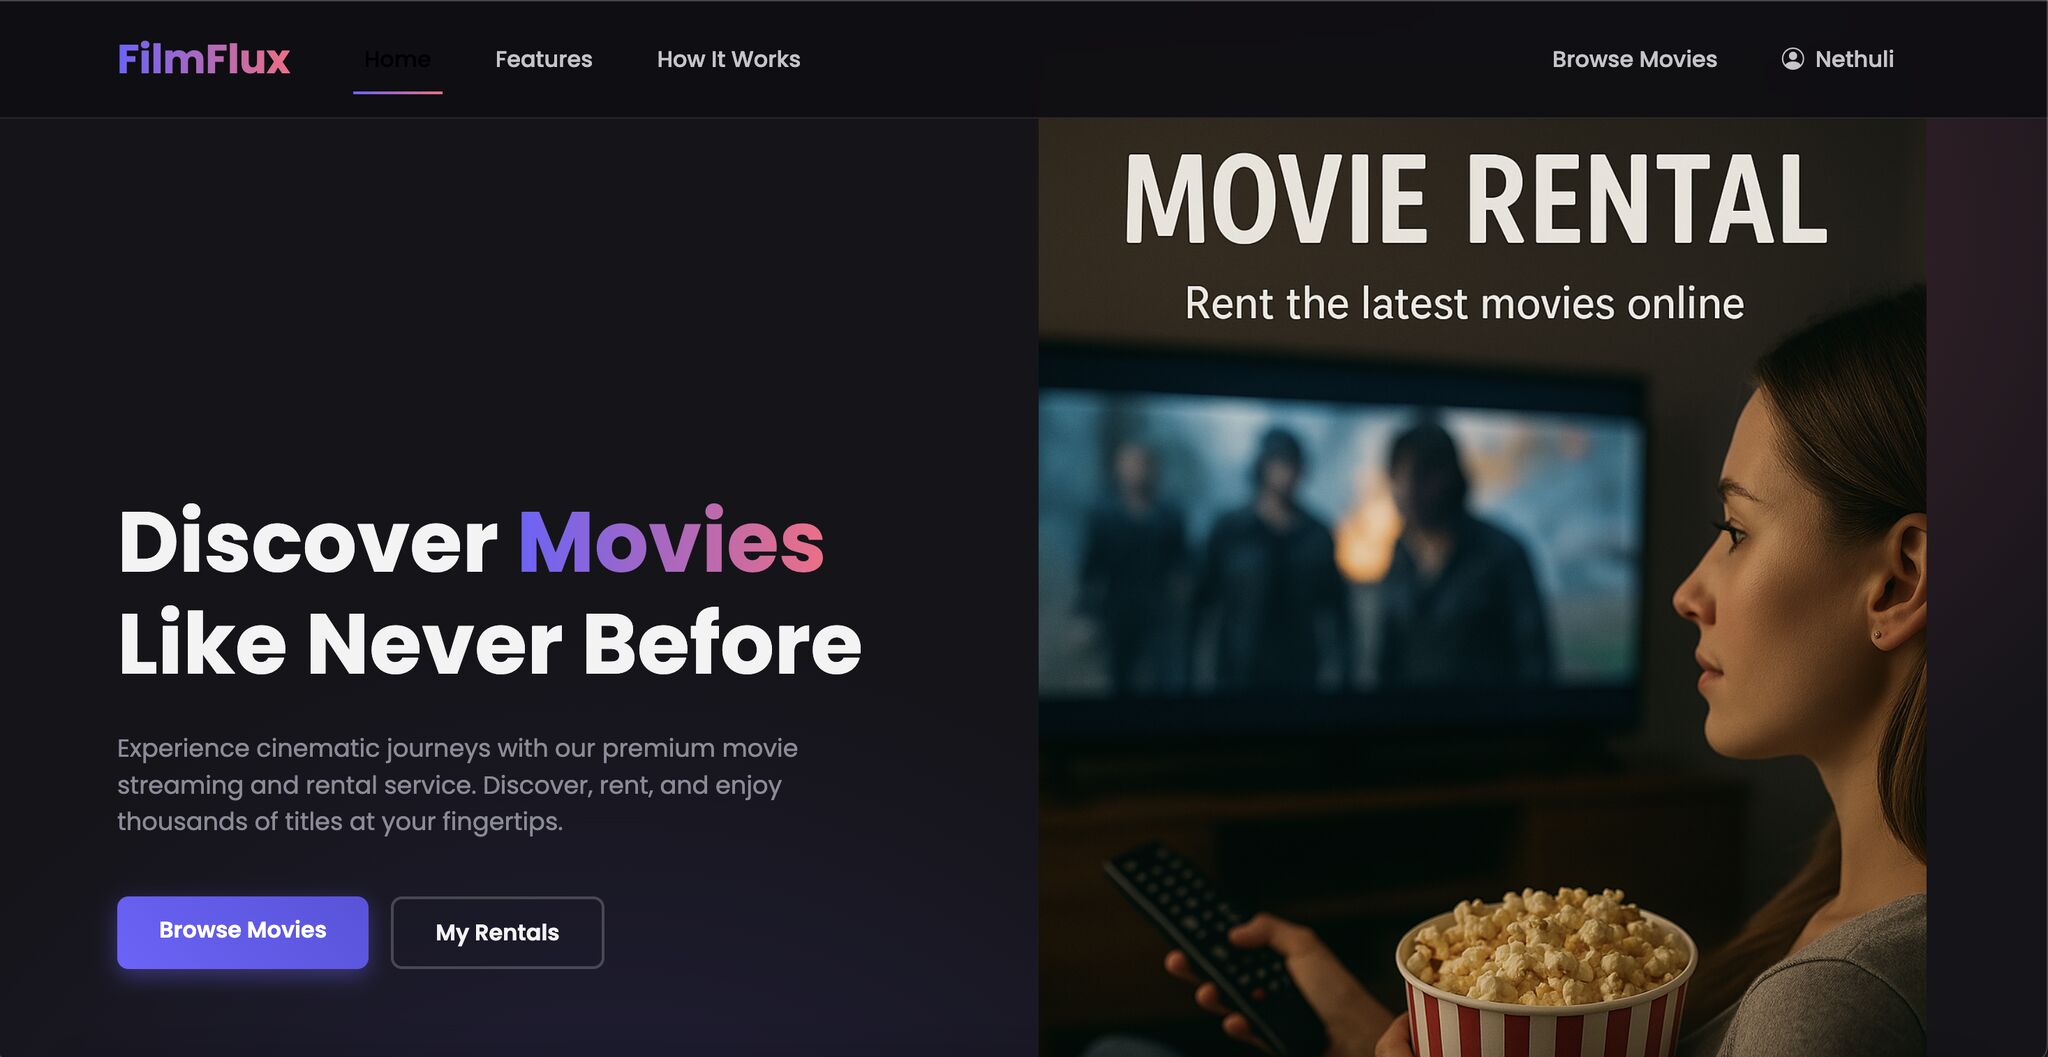 FilmFlux
Home
Features
How It Works
Browse Movies
Nethuli
MOVIE RENTAL
Rent the latest movies online
Discover Movies
Like Never Before
Experience cinematic journeys with our premium movie
streaming and rental service. Discover, rent, and enjoy
thousands of titles at your fingertips.
Browse Movies
My Rentals